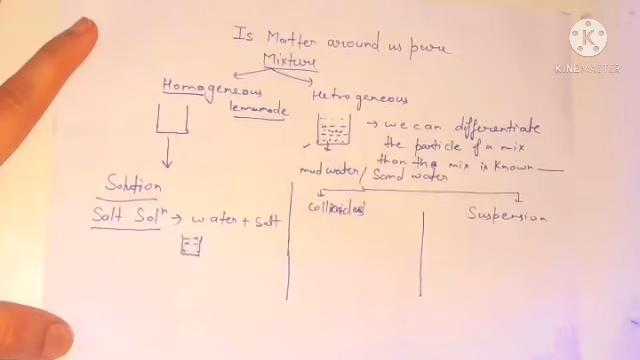 Is Matter around us pure
Mixture
Homogeneous
Hetrogeneous
lemonade
→ we can differentiate
the particle of a mix
than the mix is known
mud water /
Sand water
Solution
Salt Solⁿ → water + salt
Suspension
K
KINEMASTER